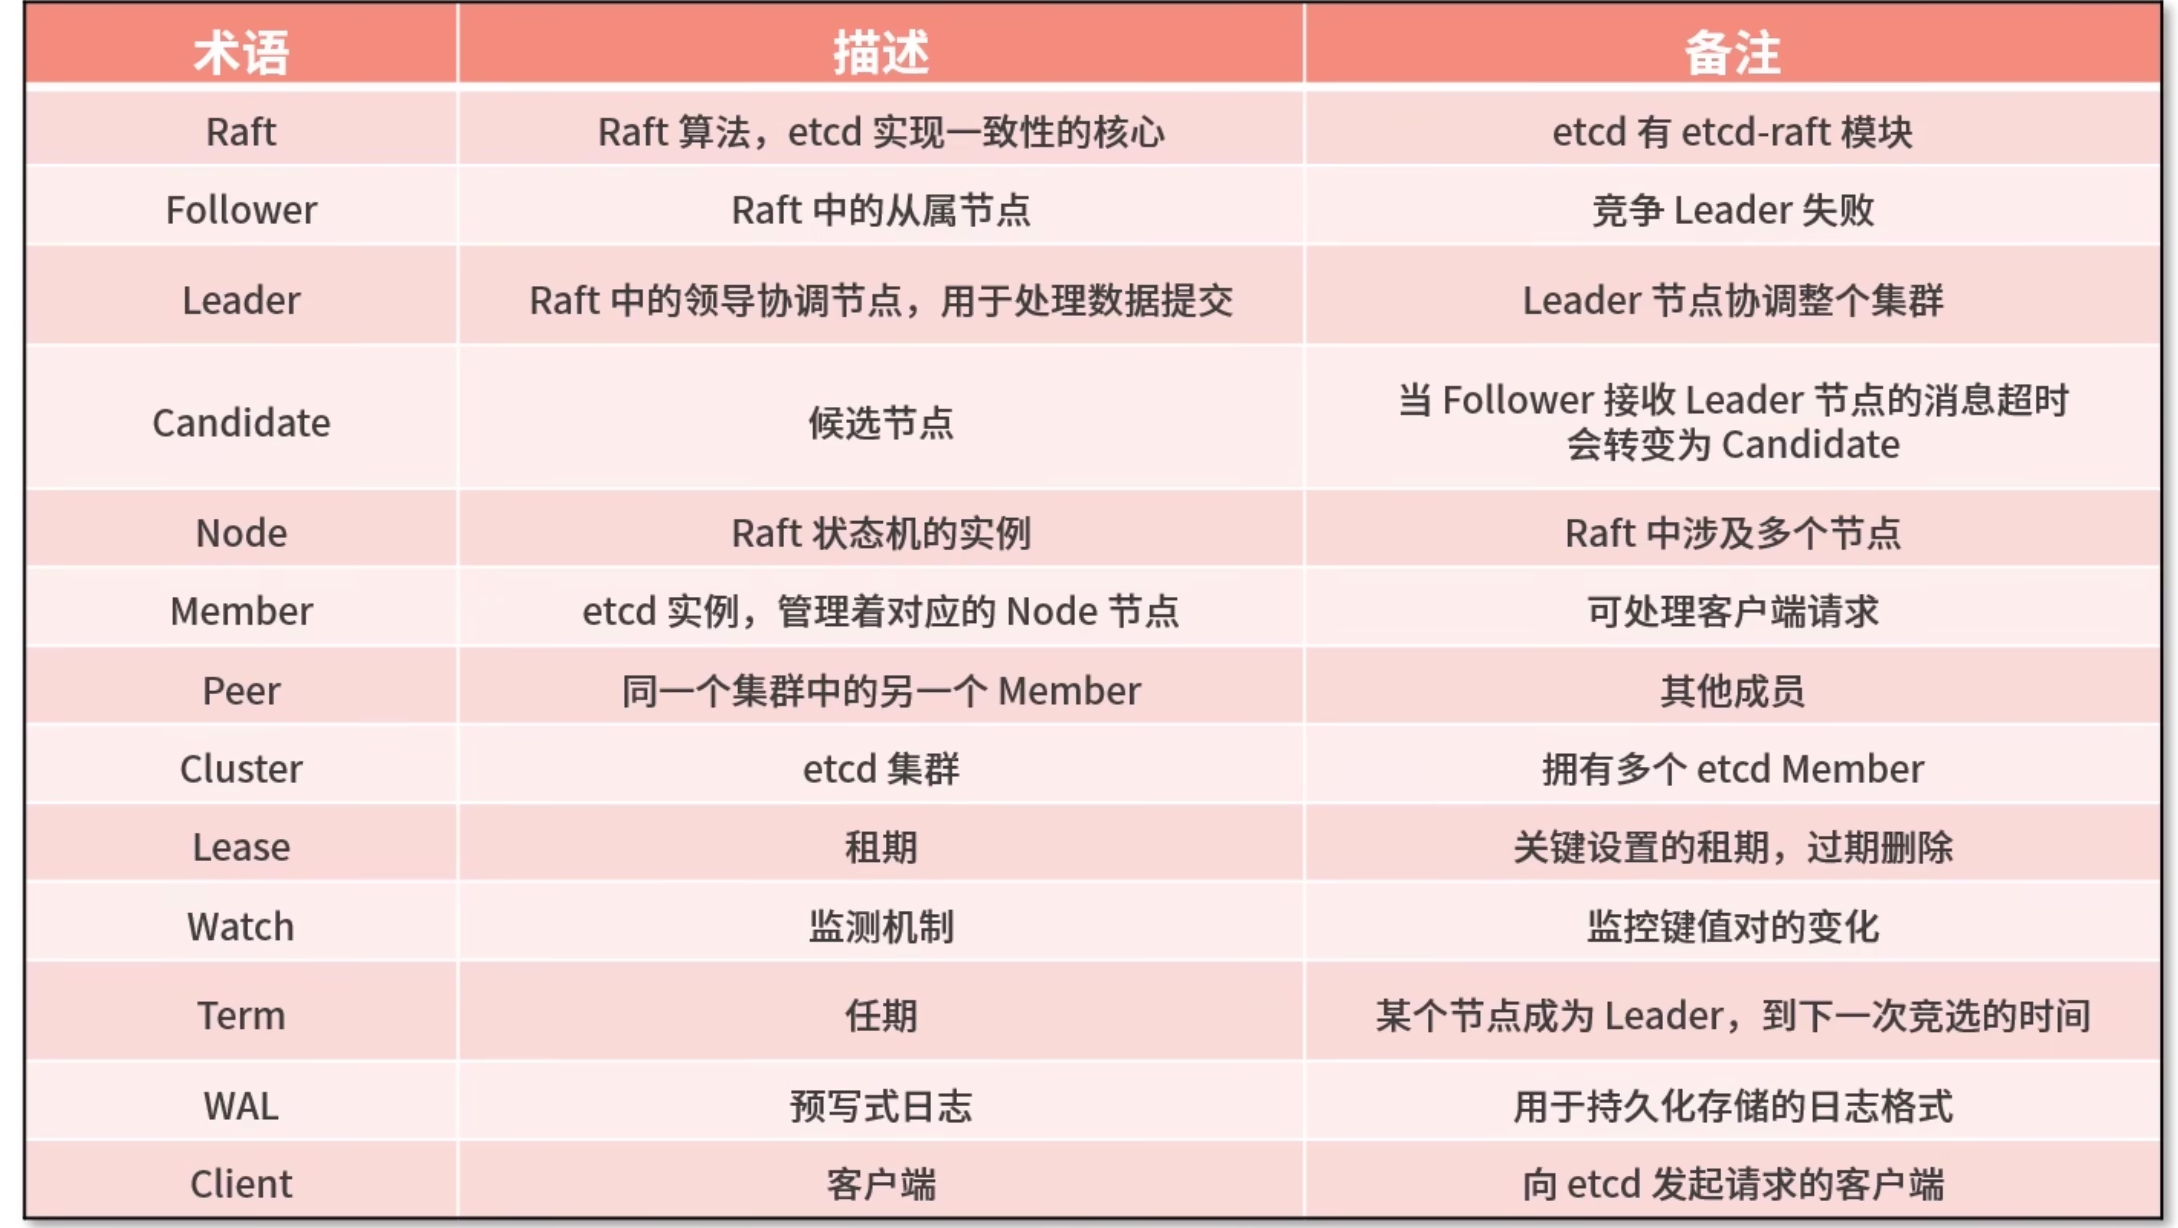 术语 描述 备注
Raft Raft 算法，etcd 实现一致性的核心 etcd 有 etcd-raft 模块
Follower Raft 中的从属节点 竞争 Leader 失败
Leader Raft 中的领导协调节点，用于处理数据提交 Leader 节点协调整个集群
Candidate 候选节点 当 Follower 接收 Leader 节点的消息超时
会转变为 Candidate
Node Raft 状态机的实例 Raft 中涉及多个节点
Member etcd 实例，管理着对应的 Node 节点 可处理客户端请求
Peer 同一个集群中的另一个 Member 其他成员
Cluster etcd 集群 拥有多个 etcd Member
Lease 租期 关键设置的租期，过期删除
Watch 监测机制 监控键值对的变化
Term 任期 某个节点成为 Leader，到下一次竞选的时间
WAL 预写式日志 用于持久化存储的日志格式
Client 客户端 向 etcd 发起请求的客户端